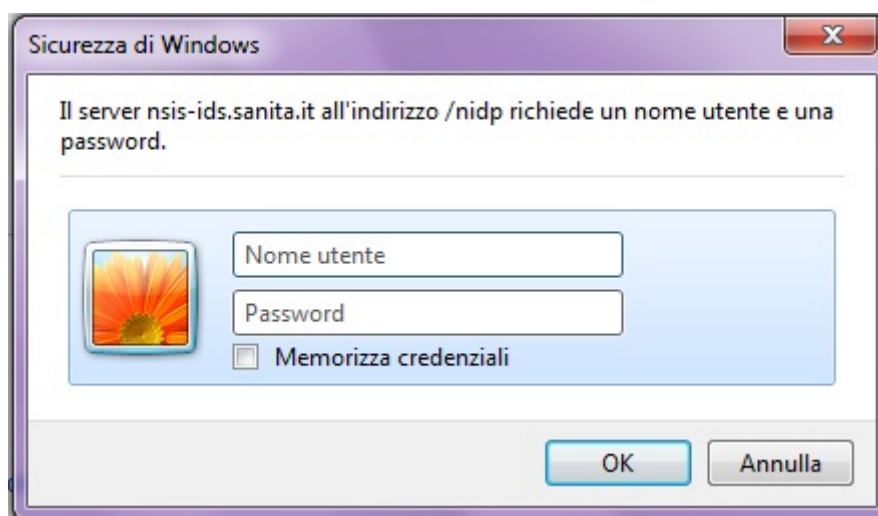 Sicurezza di Windows
Il server nsis-ids.sanita.it all'indirizzo /nidp richiede un nome utente e una
password.
Nome utente
Password
Memorizza credenziali
OK
Annulla